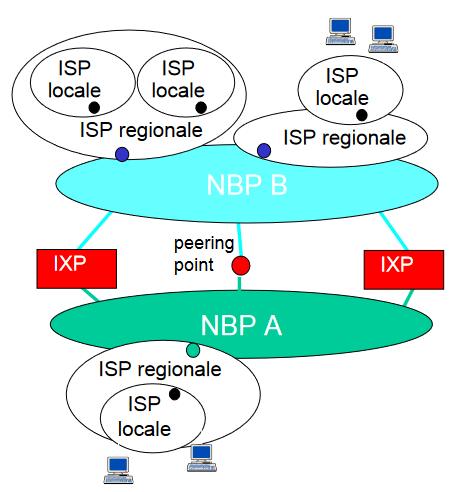 ISP
locale
ISP
locale
ISP regionale
ISP
locale
ISP regionale
NBP B
IXP
peering
point
IXP
NBP A
ISP regionale
ISP
locale